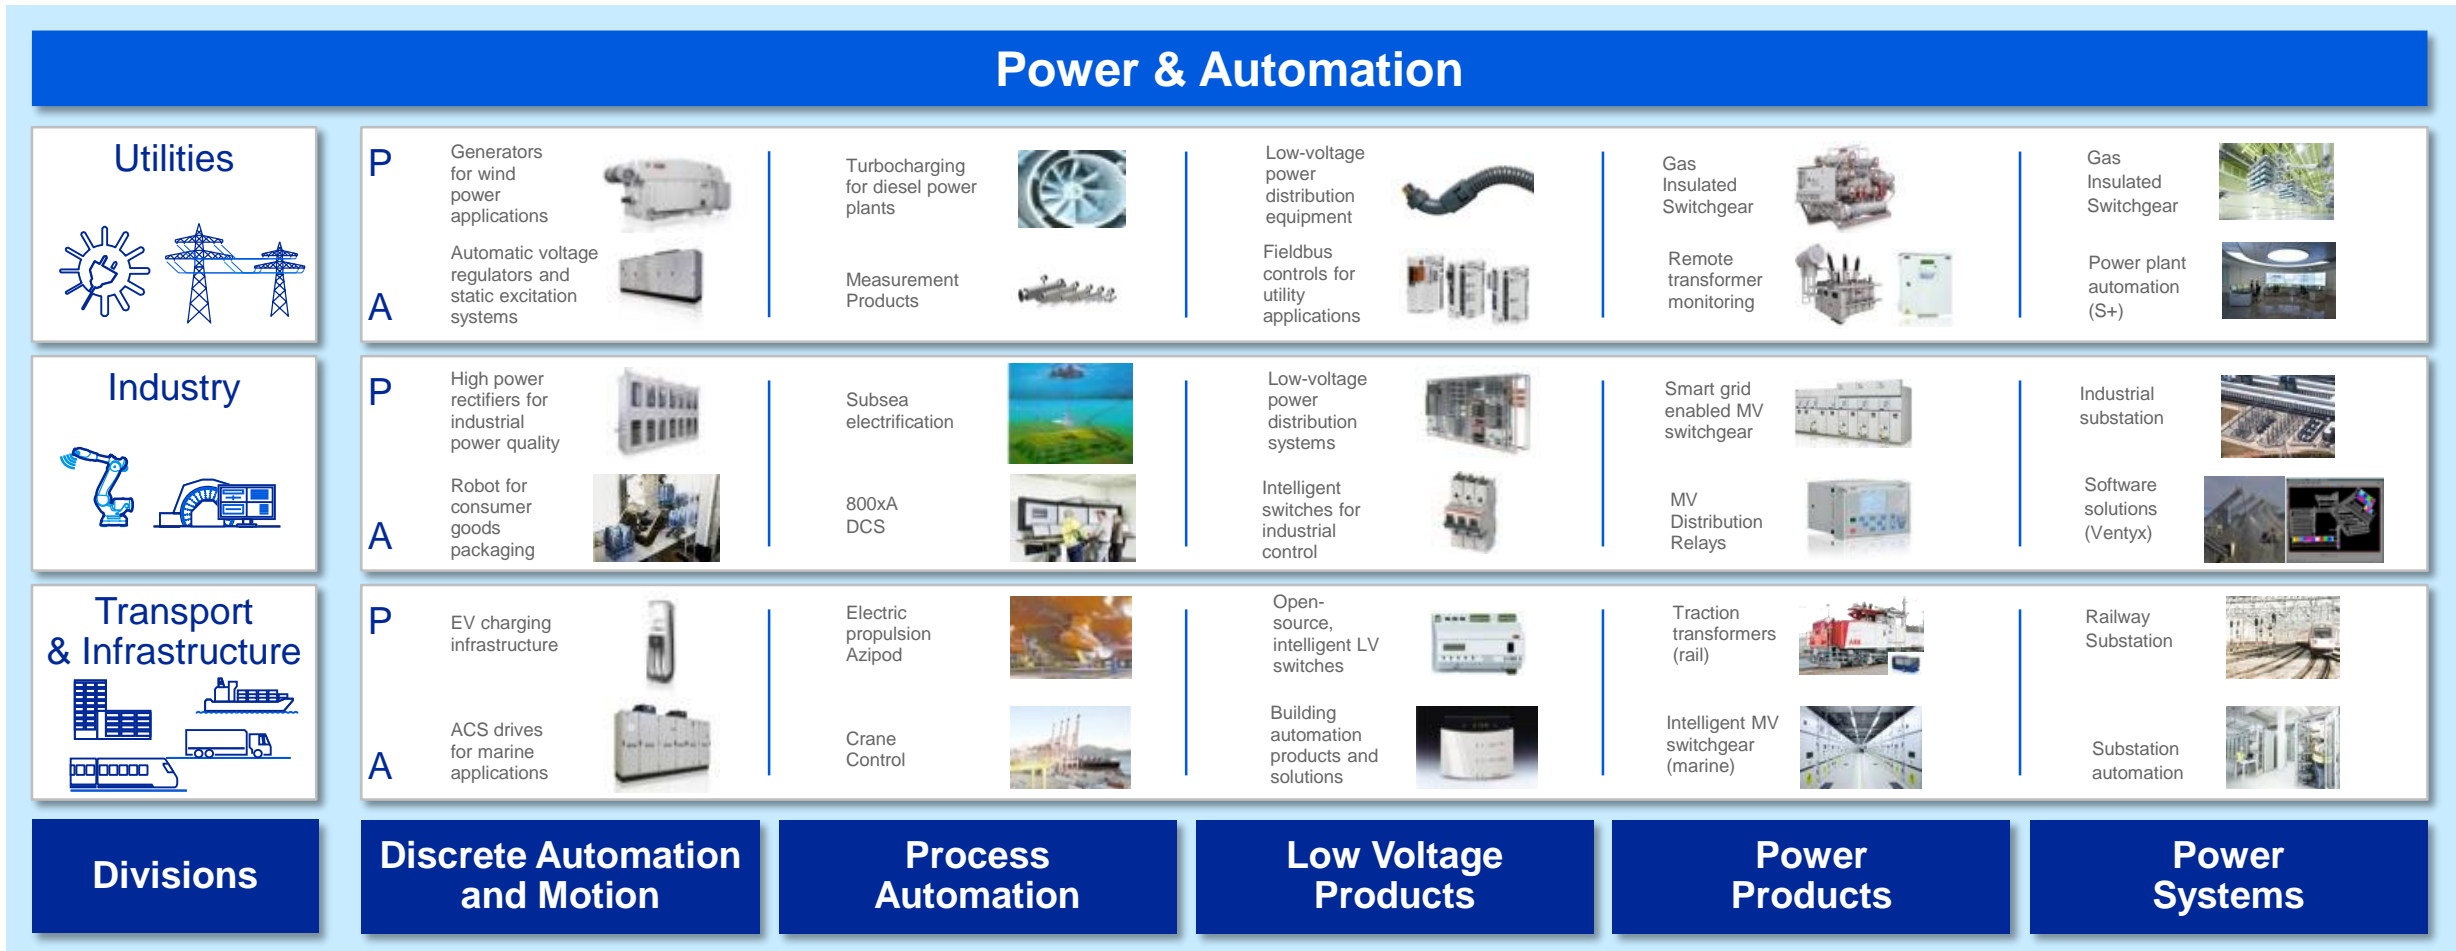 Power & Automation
Utilities
P
Generators
for wind
power
applications
Turbocharging
for diesel power
plants
Low-voltage
power
distribution
equipment
Gas
Insulated
Switchgear
Gas
Insulated
Switchgear
A
Automatic voltage
regulators and
static excitation
systems
Measurement
Products
Fieldbus
controls for
utility
applications
Remote
transformer
monitoring
Power plant
automation
(S+)
Industry
P
High power
rectifiers for
industrial
power quality
Subsea
electrification
Low-voltage
power
distribution
systems
Smart grid
enabled MV
switchgear
Industrial
substation
A
Robot for
consumer
goods
packaging
800xA
DCS
Intelligent
switches for
industrial
control
MV
Distribution
Relays
Software
solutions
(Ventyx)
Transport
& Infrastructure
P
EV charging
infrastructure
Electric
propulsion
Azipod
Open-
source,
intelligent LV
switches
Traction
transformers
(rail)
ABB
Railway
Substation
A
ACS drives
for marine
applications
Crane
Control
Building
automation
products and
solutions
Intelligent MV
switchgear
(marine)
Substation
automation
Divisions
Discrete Automation
and Motion
Process
Automation
Low Voltage
Products
Power
Products
Power
Systems